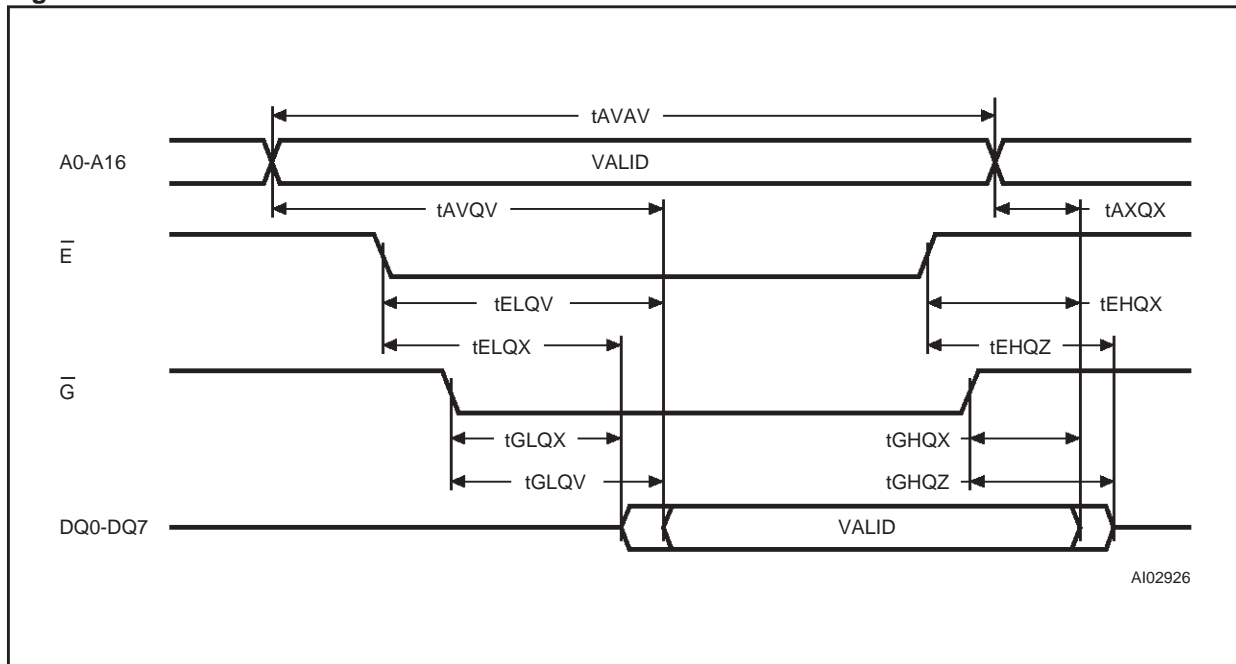 tAVAV
A0-A16
VALID
tAVQV
tAXQX
E
tELQV
tEHQX
tELQX
tEHQZ
G
tGLQX
tGHQX
tGLQV
tGHQZ
DQ0-DQ7
VALID
AI02926